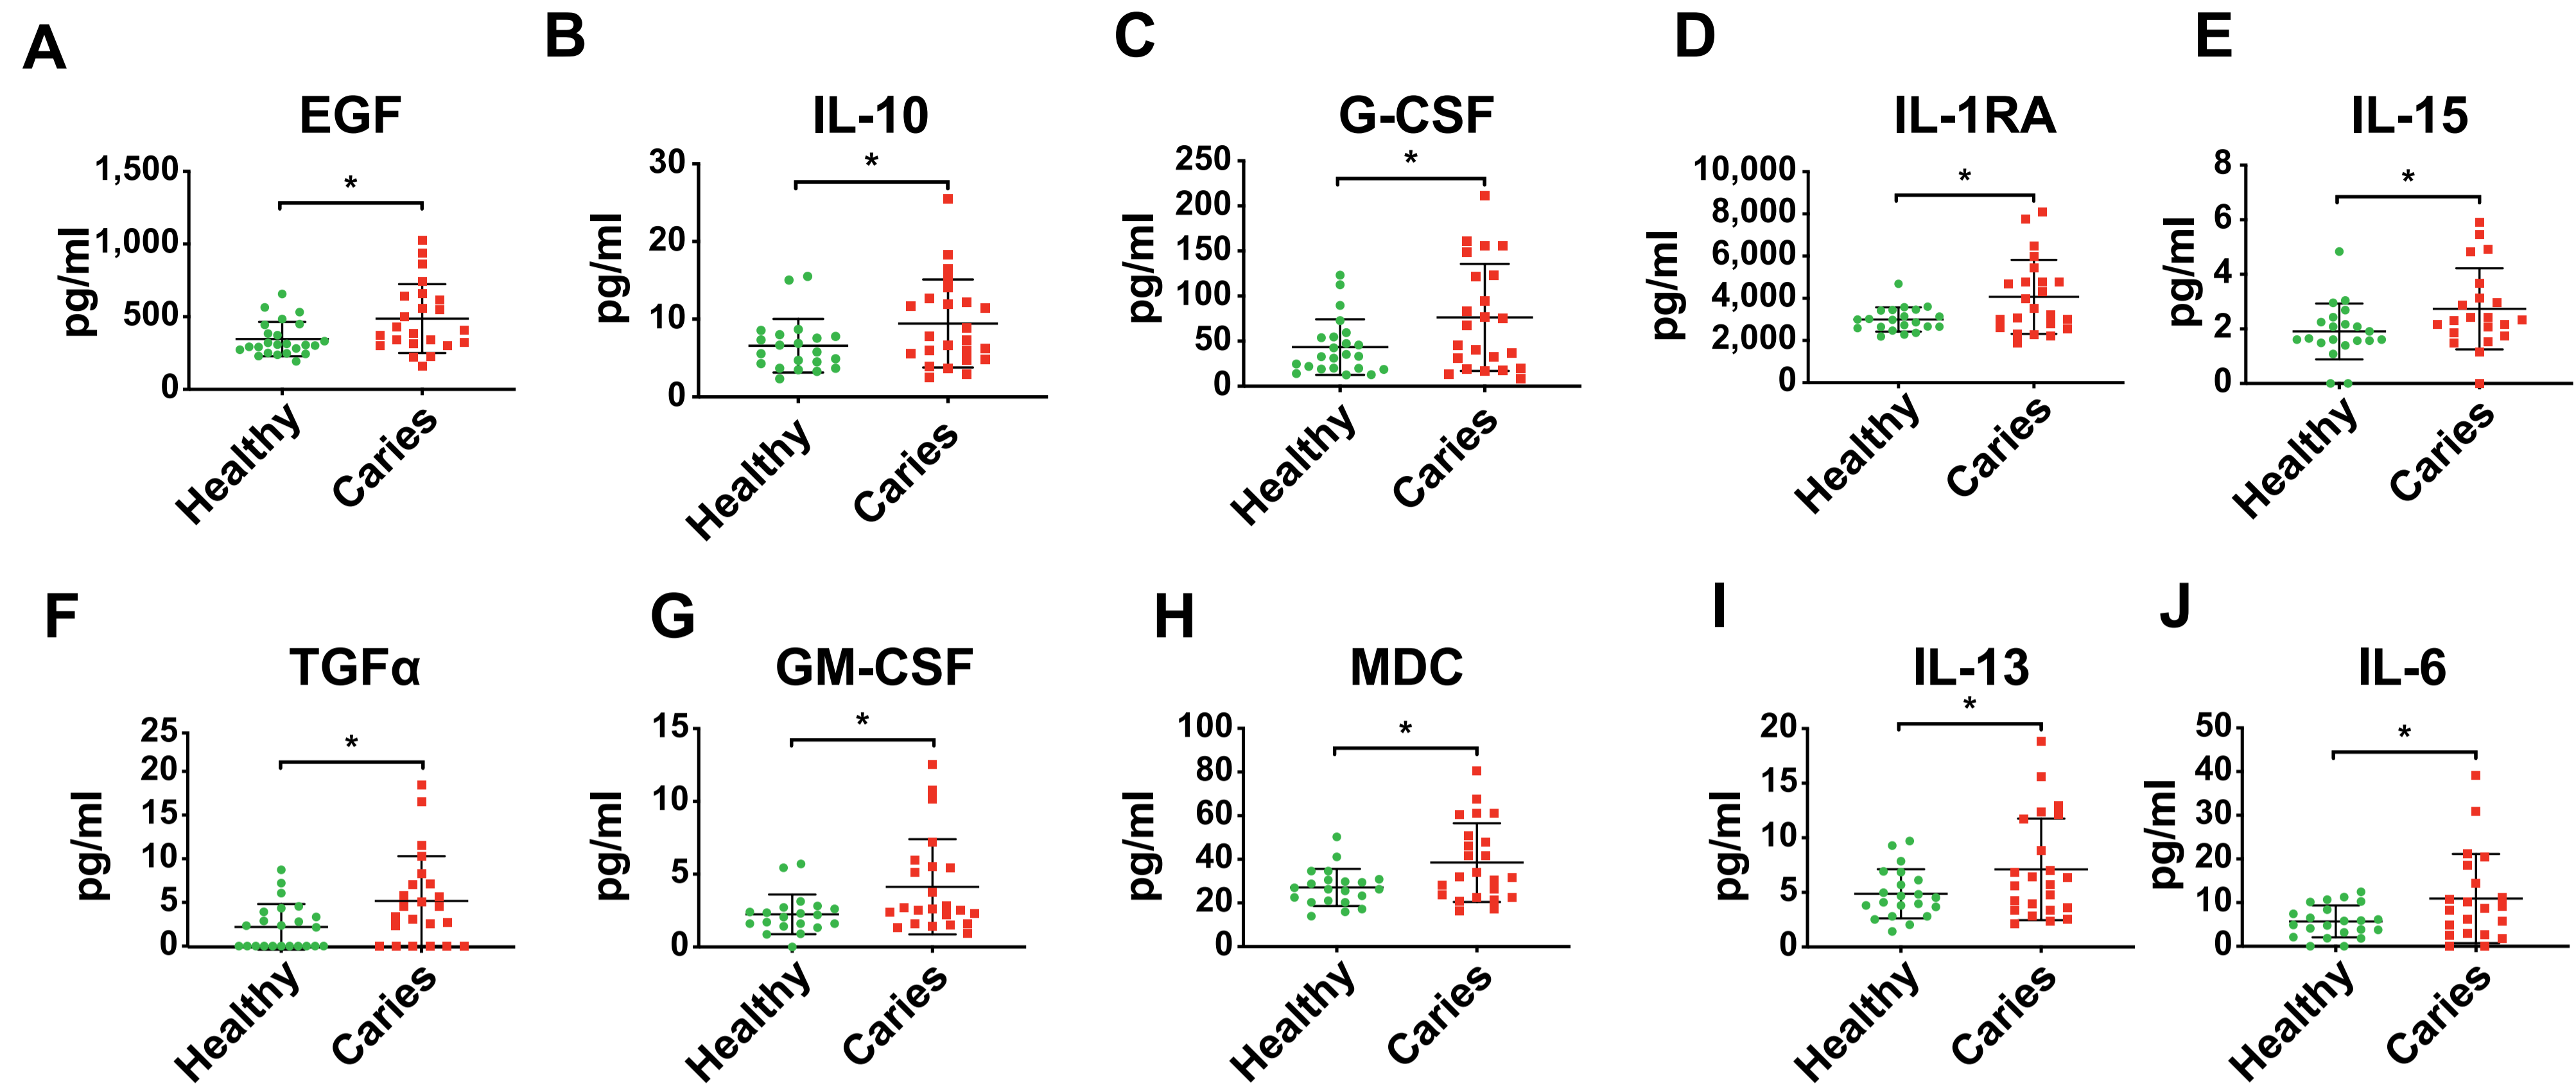 A
EGF
1,500
1,000
500
0
pg/ml
*
Healthy
Caries
B
IL-10
30
20
10
0
pg/ml
*
Healthy
Caries
C
G-CSF
250
200
150
100
50
0
pg/ml
*
Healthy
Caries
D
IL-1RA
10,000
8,000
6,000
4,000
2,000
0
pg/ml
*
Healthy
Caries
E
IL-15
8
6
4
2
0
pg/ml
*
Healthy
Caries
F
TGFα
25
20
15
10
5
0
pg/ml
*
Healthy
Caries
G
GM-CSF
15
10
5
0
pg/ml
*
Healthy
Caries
H
MDC
100
80
60
40
20
0
pg/ml
*
Healthy
Caries
I
IL-13
20
15
10
5
0
pg/ml
*
Healthy
Caries
J
IL-6
50
40
30
20
10
0
pg/ml
*
Healthy
Caries